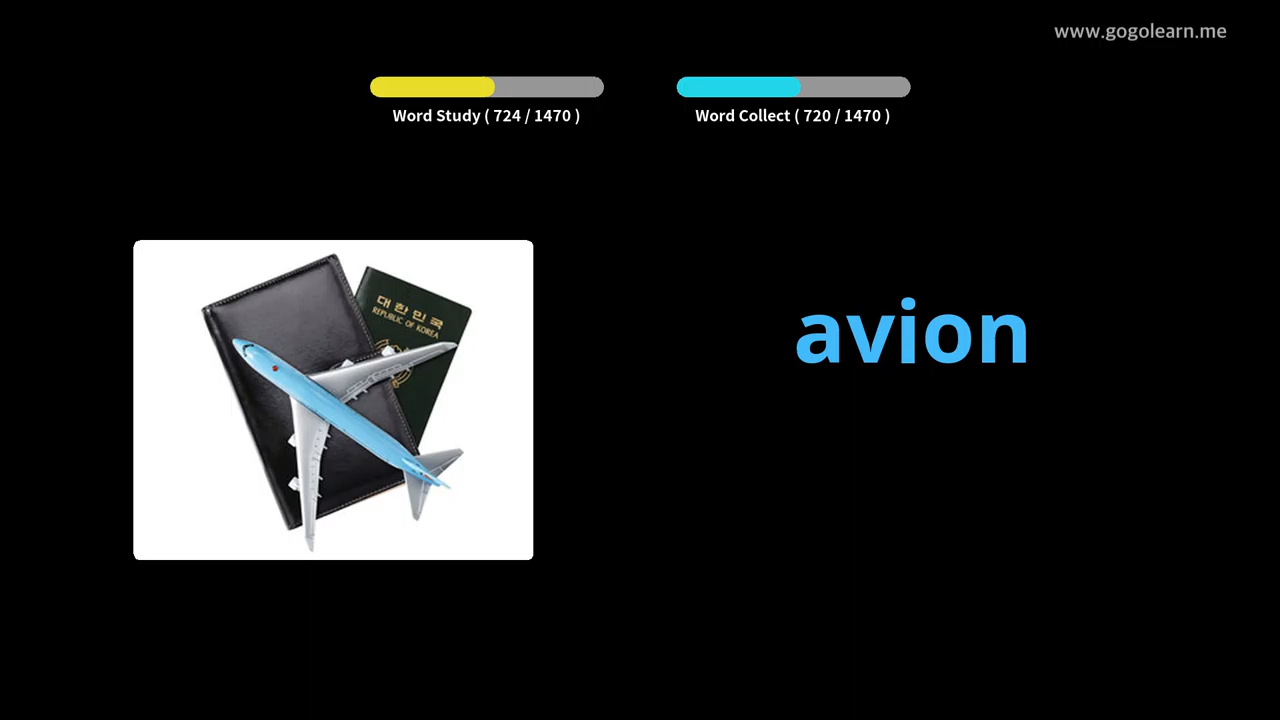 www.gogolearn.me
Word Study ( 724 / 1470 )
Word Collect ( 720 / 1470 )
대한민국
REPUBLIC OF KOREA
avion